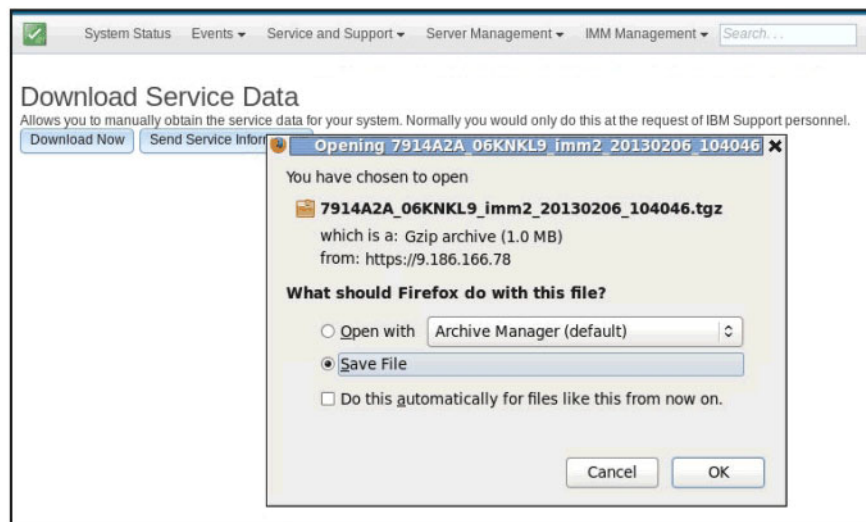 System Status Events Service and Support Server Management IMM Management Search...
Download Service Data
Allows you to manually obtain the service data for your system. Normally you would only do this at the request of IBM Support personnel.
Download Now Send Service Infor
Opening 7914A2A_06KNKL9_imm2_20130206_104046
You have chosen to open
7914A2A_06KNKL9_imm2_20130206_104046.tgz
which is a: Gzip archive (1.0 MB)
from: https://9.186.166.78
What should Firefox do with this file?
Open with Archive Manager (default)
Save File
Do this automatically for files like this from now on.
Cancel OK